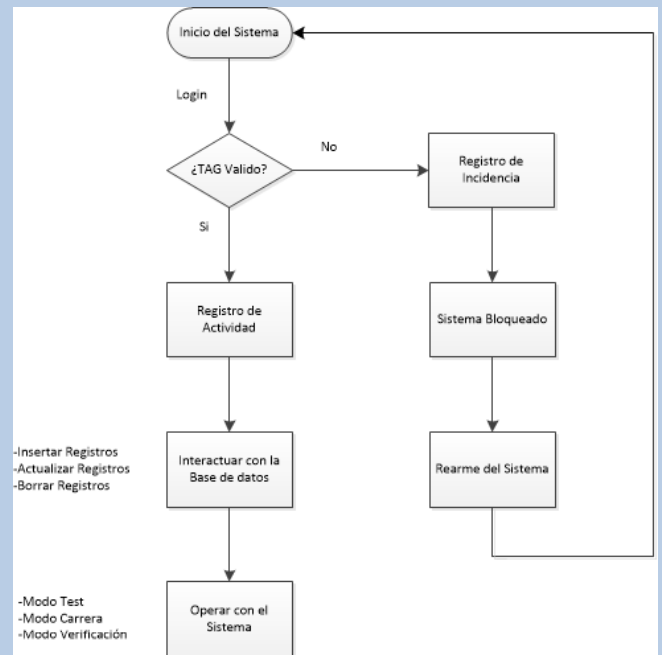 Inicio del Sistema
Login
¿TAG Valido?
No
Registro de
Incidencia
Si
Registro de
Actividad
Sistema Bloqueado
-Insertar Registros
-Actualizar Registros
-Borrar Registros
Interactuar con la
Base de datos
Rearme del Sistema
-Modo Test
-Modo Carrera
-Modo Verificación
Operar con el
Sistema